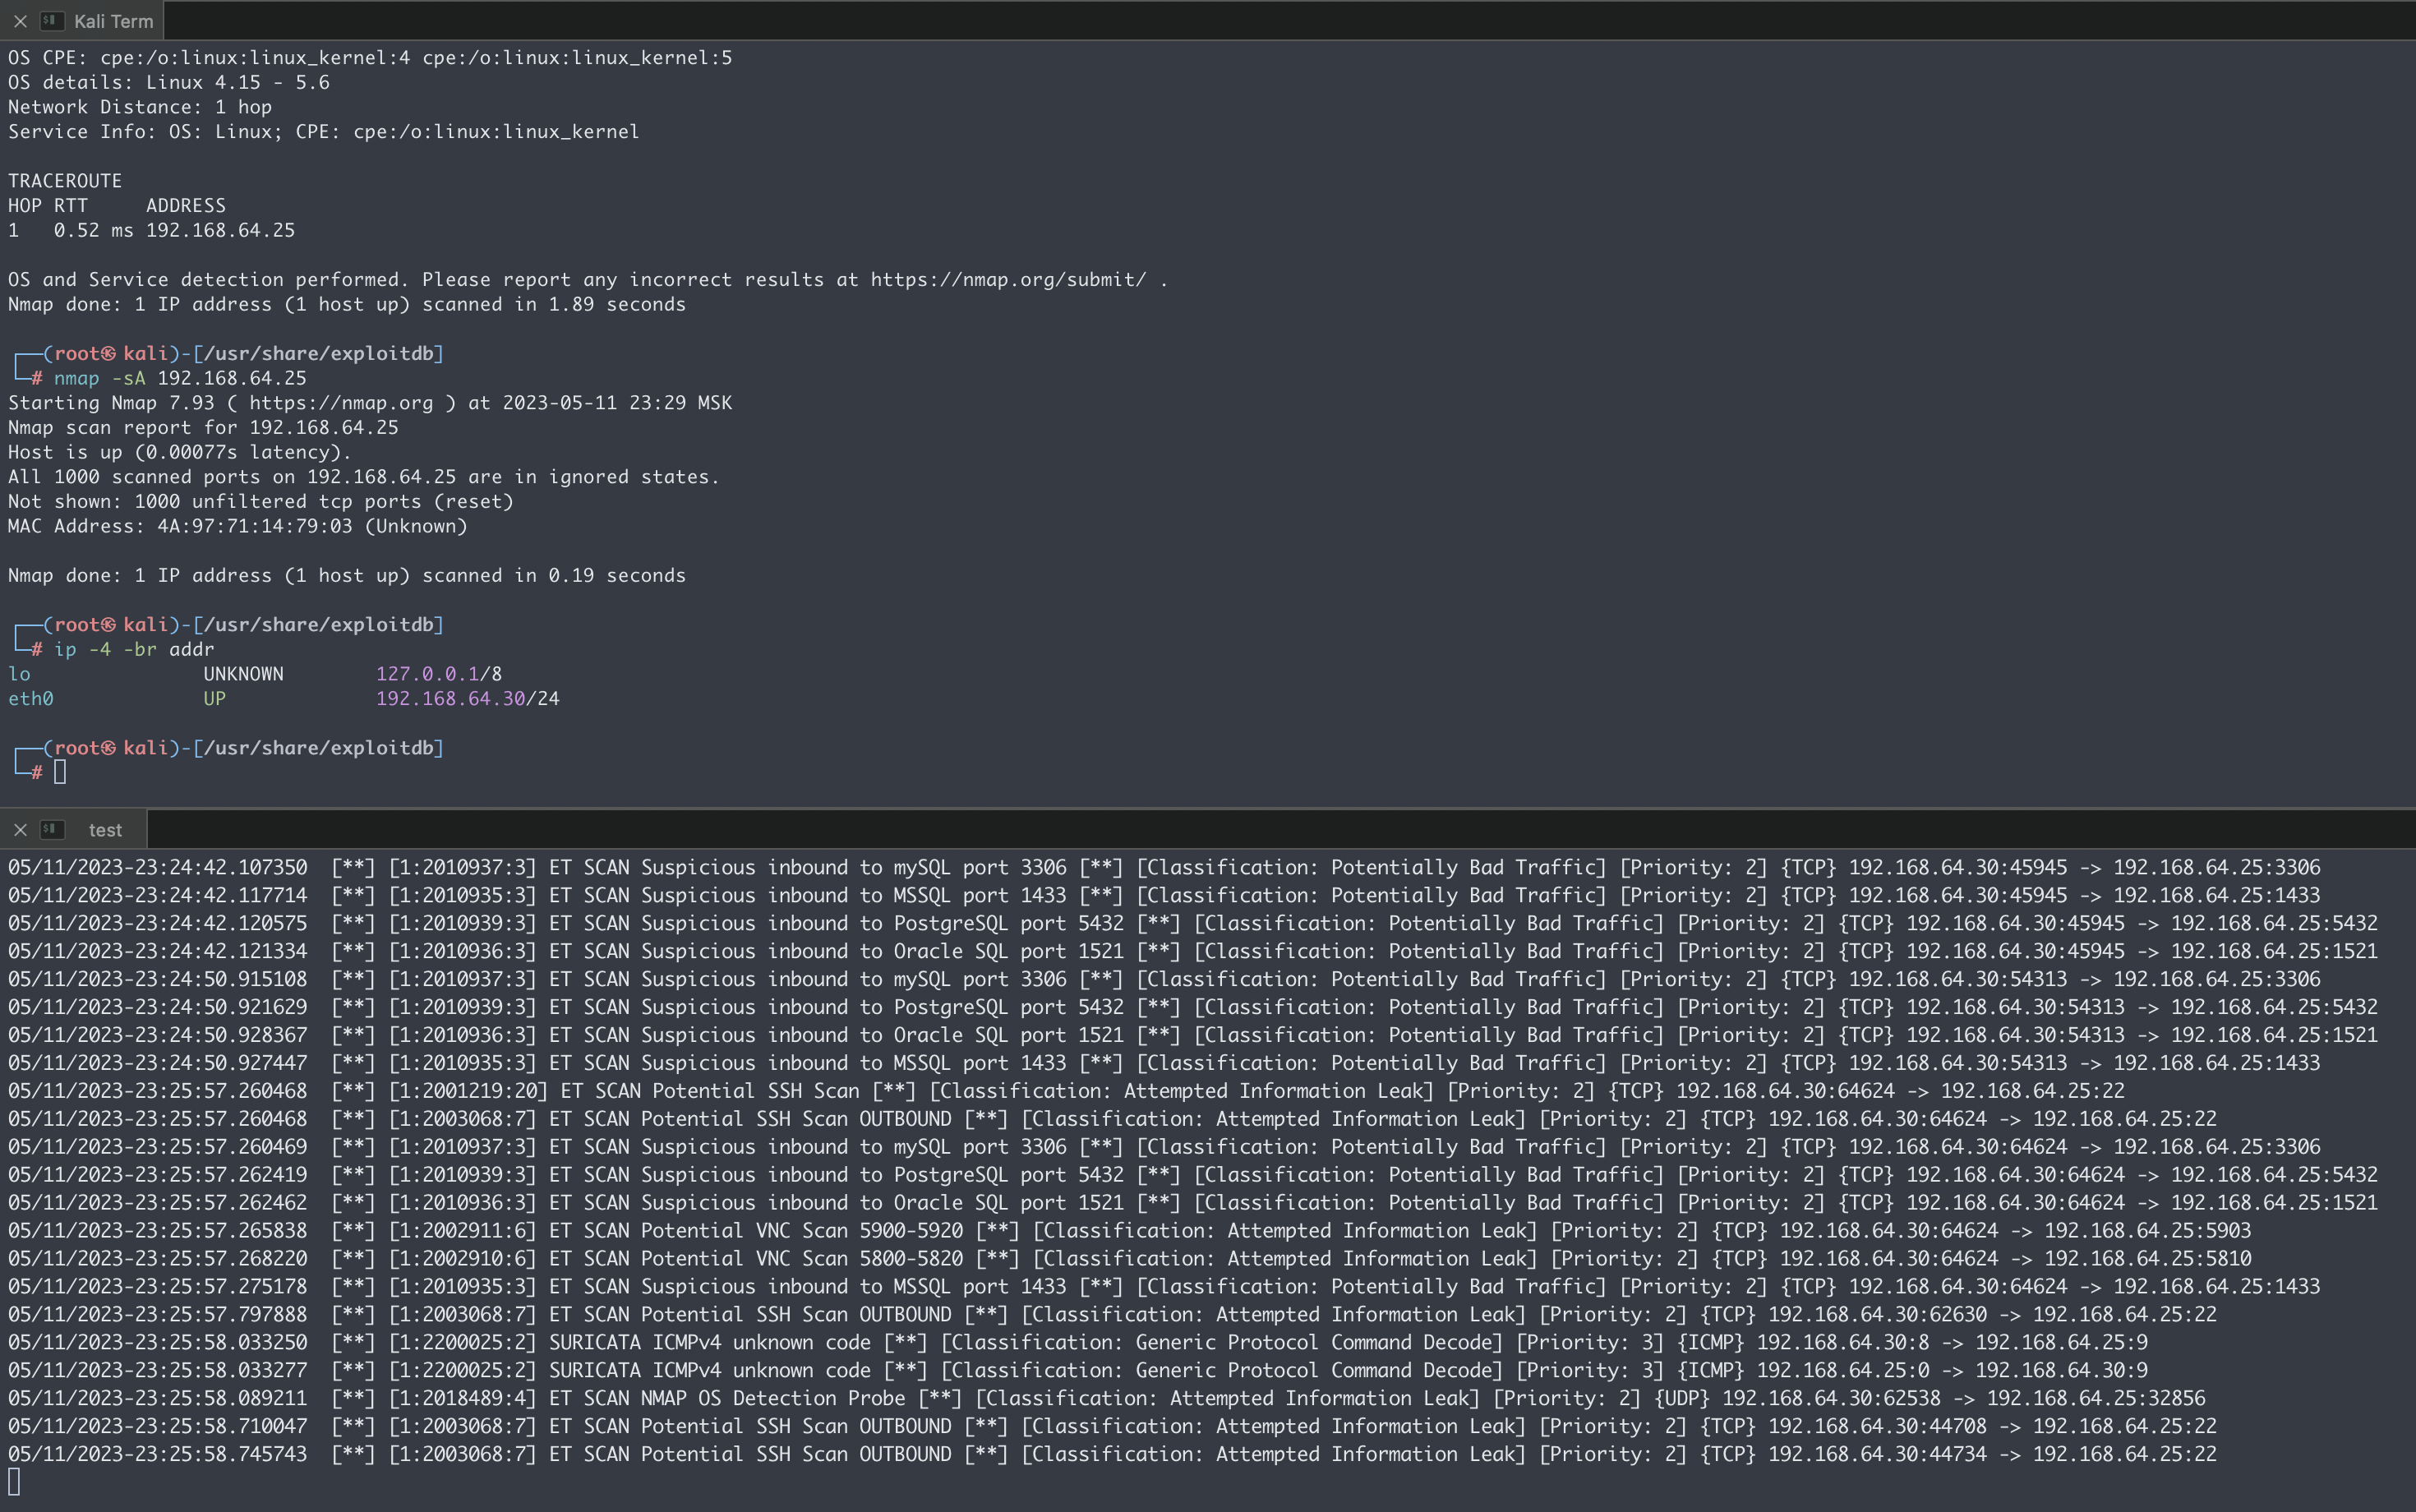 Kali Term
OS CPE: cpe:/o:linux:linux_kernel:4 cpe:/o:linux:linux_kernel:5
OS details: Linux 4.15 - 5.6
Network Distance: 1 hop
Service Info: OS: Linux; CPE: cpe:/o:linux:linux_kernel
TRACEROUTE
HOP RTT     ADDRESS
1   0.52 ms 192.168.64.25
OS and Service detection performed. Please report any incorrect results at https://nmap.org/submit/ .
Nmap done: 1 IP address (1 host up) scanned in 1.89 seconds
┌──(root㉿kali)-[/usr/share/exploitdb]
└─# nmap -sA 192.168.64.25
Starting Nmap 7.93 ( https://nmap.org ) at 2023-05-11 23:29 MSK
Nmap scan report for 192.168.64.25
Host is up (0.00077s latency).
All 1000 scanned ports on 192.168.64.25 are in ignored states.
Not shown: 1000 unfiltered tcp ports (reset)
MAC Address: 4A:97:71:14:79:03 (Unknown)
Nmap done: 1 IP address (1 host up) scanned in 0.19 seconds
┌──(root㉿kali)-[/usr/share/exploitdb]
└─# ip -4 -br addr
lo               UNKNOWN        127.0.0.1/8
eth0             UP             192.168.64.30/24
┌──(root㉿kali)-[/usr/share/exploitdb]
└─#
test
05/11/2023-23:24:42.107350  [**] [1:2010937:3] ET SCAN Suspicious inbound to mySQL port 3306 [**] [Classification: Potentially Bad Traffic] [Priority: 2] {TCP} 192.168.64.30:45945 -> 192.168.64.25:3306
05/11/2023-23:24:42.117714  [**] [1:2010935:3] ET SCAN Suspicious inbound to MSSQL port 1433 [**] [Classification: Potentially Bad Traffic] [Priority: 2] {TCP} 192.168.64.30:45945 -> 192.168.64.25:1433
05/11/2023-23:24:42.120575  [**] [1:2010939:3] ET SCAN Suspicious inbound to PostgreSQL port 5432 [**] [Classification: Potentially Bad Traffic] [Priority: 2] {TCP} 192.168.64.30:45945 -> 192.168.64.25:5432
05/11/2023-23:24:42.121334  [**] [1:2010936:3] ET SCAN Suspicious inbound to Oracle SQL port 1521 [**] [Classification: Potentially Bad Traffic] [Priority: 2] {TCP} 192.168.64.30:45945 -> 192.168.64.25:1521
05/11/2023-23:24:50.915108  [**] [1:2010937:3] ET SCAN Suspicious inbound to mySQL port 3306 [**] [Classification: Potentially Bad Traffic] [Priority: 2] {TCP} 192.168.64.30:54313 -> 192.168.64.25:3306
05/11/2023-23:24:50.921629  [**] [1:2010939:3] ET SCAN Suspicious inbound to PostgreSQL port 5432 [**] [Classification: Potentially Bad Traffic] [Priority: 2] {TCP} 192.168.64.30:54313 -> 192.168.64.25:5432
05/11/2023-23:24:50.928367  [**] [1:2010936:3] ET SCAN Suspicious inbound to Oracle SQL port 1521 [**] [Classification: Potentially Bad Traffic] [Priority: 2] {TCP} 192.168.64.30:54313 -> 192.168.64.25:1521
05/11/2023-23:24:50.927447  [**] [1:2010935:3] ET SCAN Suspicious inbound to MSSQL port 1433 [**] [Classification: Potentially Bad Traffic] [Priority: 2] {TCP} 192.168.64.30:54313 -> 192.168.64.25:1433
05/11/2023-23:25:57.260468  [**] [1:2001219:20] ET SCAN Potential SSH Scan [**] [Classification: Attempted Information Leak] [Priority: 2] {TCP} 192.168.64.30:64624 -> 192.168.64.25:22
05/11/2023-23:25:57.260468  [**] [1:2003068:7] ET SCAN Potential SSH Scan OUTBOUND [**] [Classification: Attempted Information Leak] [Priority: 2] {TCP} 192.168.64.30:64624 -> 192.168.64.25:22
05/11/2023-23:25:57.260469  [**] [1:2010937:3] ET SCAN Suspicious inbound to mySQL port 3306 [**] [Classification: Potentially Bad Traffic] [Priority: 2] {TCP} 192.168.64.30:64624 -> 192.168.64.25:3306
05/11/2023-23:25:57.262419  [**] [1:2010939:3] ET SCAN Suspicious inbound to PostgreSQL port 5432 [**] [Classification: Potentially Bad Traffic] [Priority: 2] {TCP} 192.168.64.30:64624 -> 192.168.64.25:5432
05/11/2023-23:25:57.262462  [**] [1:2010936:3] ET SCAN Suspicious inbound to Oracle SQL port 1521 [**] [Classification: Potentially Bad Traffic] [Priority: 2] {TCP} 192.168.64.30:64624 -> 192.168.64.25:1521
05/11/2023-23:25:57.265838  [**] [1:2002911:6] ET SCAN Potential VNC Scan 5900-5920 [**] [Classification: Attempted Information Leak] [Priority: 2] {TCP} 192.168.64.30:64624 -> 192.168.64.25:5903
05/11/2023-23:25:57.268220  [**] [1:2002910:6] ET SCAN Potential VNC Scan 5800-5820 [**] [Classification: Attempted Information Leak] [Priority: 2] {TCP} 192.168.64.30:64624 -> 192.168.64.25:5810
05/11/2023-23:25:57.275178  [**] [1:2010935:3] ET SCAN Suspicious inbound to MSSQL port 1433 [**] [Classification: Potentially Bad Traffic] [Priority: 2] {TCP} 192.168.64.30:64624 -> 192.168.64.25:1433
05/11/2023-23:25:57.797888  [**] [1:2003068:7] ET SCAN Potential SSH Scan OUTBOUND [**] [Classification: Attempted Information Leak] [Priority: 2] {TCP} 192.168.64.30:62630 -> 192.168.64.25:22
05/11/2023-23:25:58.033250  [**] [1:2200025:2] SURICATA ICMPv4 unknown code [**] [Classification: Generic Protocol Command Decode] [Priority: 3] {ICMP} 192.168.64.30:8 -> 192.168.64.25:9
05/11/2023-23:25:58.033277  [**] [1:2200025:2] SURICATA ICMPv4 unknown code [**] [Classification: Generic Protocol Command Decode] [Priority: 3] {ICMP} 192.168.64.25:0 -> 192.168.64.30:9
05/11/2023-23:25:58.089211  [**] [1:2018489:4] ET SCAN NMAP OS Detection Probe [**] [Classification: Attempted Information Leak] [Priority: 2] {UDP} 192.168.64.30:62538 -> 192.168.64.25:32856
05/11/2023-23:25:58.710047  [**] [1:2003068:7] ET SCAN Potential SSH Scan OUTBOUND [**] [Classification: Attempted Information Leak] [Priority: 2] {TCP} 192.168.64.30:44708 -> 192.168.64.25:22
05/11/2023-23:25:58.745743  [**] [1:2003068:7] ET SCAN Potential SSH Scan OUTBOUND [**] [Classification: Attempted Information Leak] [Priority: 2] {TCP} 192.168.64.30:44734 -> 192.168.64.25:22